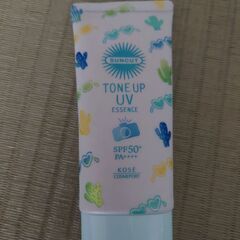 SUNCUT
TONE UP
UV
ESSENCE
SPF50+
PA++++
KOSÉ
COSMEPORT